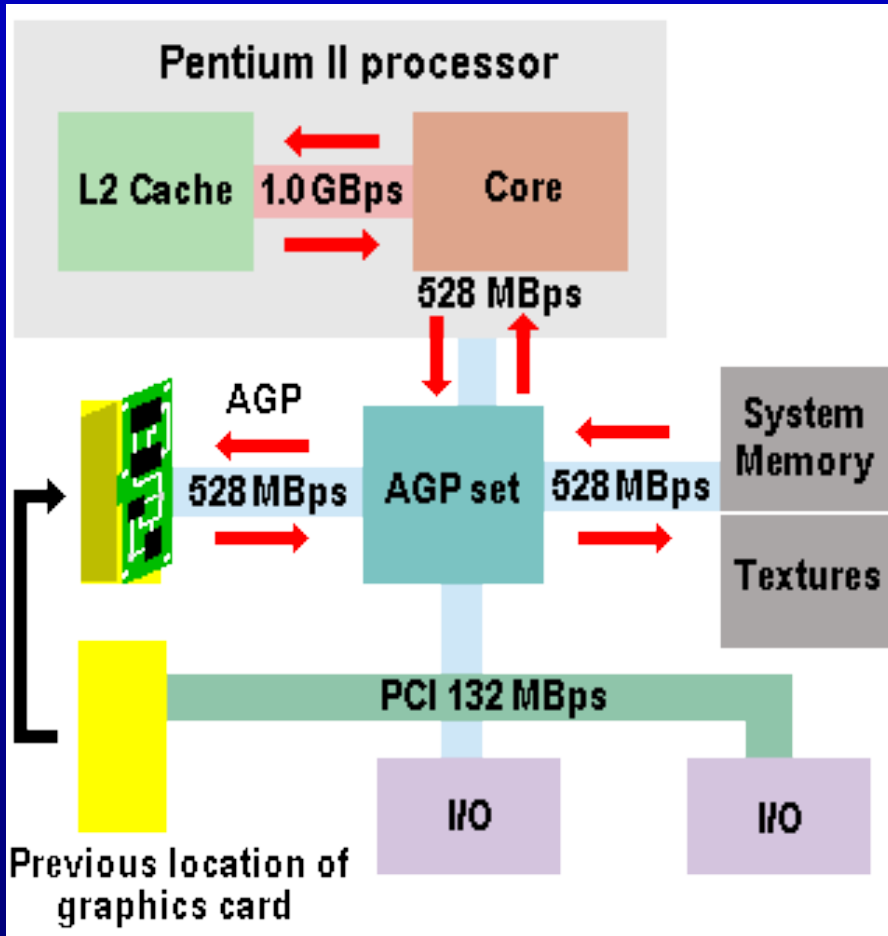 Pentium II processor
L2 Cache
1.0 GBps
Core
528 MBps
AGP
528 MBps
AGP set
528 MBps
System
Memory
Textures
PCI 132 MBps
I/O
I/O
Previous location of
graphics card